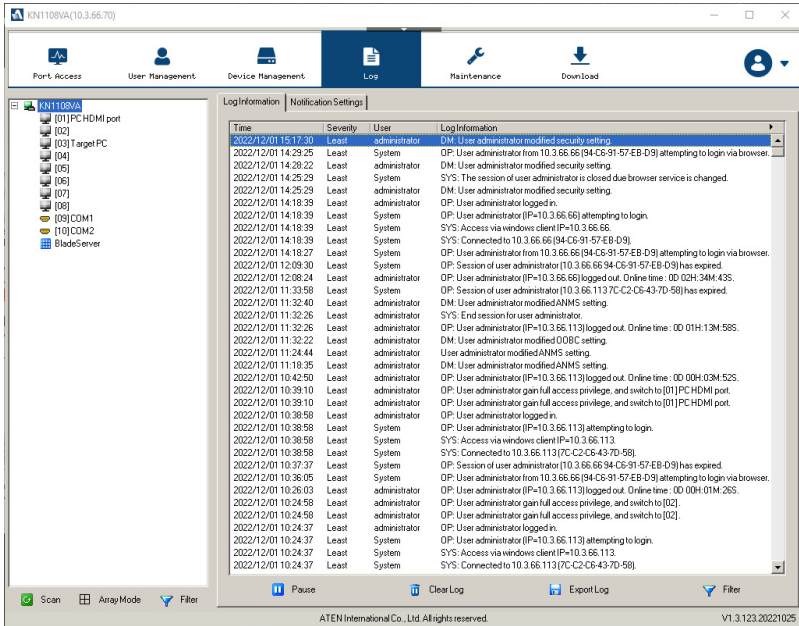 KN1108VA(10.3.66.70)
Port Access User Management Device Management Log Maintenance Download
KN1108VA
[01] PC HDMI port
[02]
[03] Target PC
[04]
[05]
[06]
[07]
[08]
[09] COM1
[10] COM2
BladeServer
Log Information Notification Settings
Time Severity User Log Information
2022/12/01 15:17:30 Least administrator DM: User administrator modified security setting.
2022/12/01 14:29:25 Least System OP: User administrator from 10.3.66.66 (94-C6-91-57-EB-D9) attempting to login via browser.
2022/12/01 14:28:22 Least administrator DM: User administrator modified security setting.
2022/12/01 14:25:29 Least System SYS: The session of user administrator is closed due browser service is changed.
2022/12/01 14:25:29 Least administrator DM: User administrator modified security setting.
2022/12/01 14:18:39 Least administrator OP: User administrator logged in.
2022/12/01 14:18:39 Least System OP: User administrator (IP=10.3.66.66) attempting to login.
2022/12/01 14:18:39 Least System SYS: Access via windows client IP=10.3.66.66.
2022/12/01 14:18:39 Least System SYS: Connected to 10.3.66.66 (94-C6-91-57-EB-D9).
2022/12/01 14:18:27 Least System OP: User administrator from 10.3.66.66 (94-C6-91-57-EB-D9) attempting to login via browser.
2022/12/01 12:09:30 Least System OP: Session of user administrator (10.3.66.66 94-C6-91-57-EB-D9) has expired.
2022/12/01 12:08:24 Least administrator OP: User administrator (IP=10.3.66.66) logged out. Online time : 0D 02H:34M:43S.
2022/12/01 11:33:58 Least System OP: Session of user administrator (10.3.66.113 7C-C2-C6-43-7D-58) has expired.
2022/12/01 11:32:40 Least administrator DM: User administrator modified ANMS setting.
2022/12/01 11:32:26 Least administrator SYS: End session for user administrator.
2022/12/01 11:32:26 Least administrator OP: User administrator (IP=10.3.66.113) logged out. Online time : 0D 01H:13M:58S.
2022/12/01 11:32:22 Least administrator DM: User administrator modified OOBC setting.
2022/12/01 11:24:44 Least administrator User administrator modified ANMS setting.
2022/12/01 11:18:35 Least administrator DM: User administrator modified ANMS setting.
2022/12/01 10:42:50 Least administrator OP: User administrator (IP=10.3.66.113) logged out. Online time : 0D 00H:03M:52S.
2022/12/01 10:39:10 Least administrator OP: User administrator gain full access privilege, and switch to [01] PC HDMI port.
2022/12/01 10:39:10 Least administrator OP: User administrator gain full access privilege, and switch to [01] PC HDMI port.
2022/12/01 10:38:58 Least administrator OP: User administrator logged in.
2022/12/01 10:38:58 Least System OP: User administrator (IP=10.3.66.113) attempting to login.
2022/12/01 10:38:58 Least System SYS: Access via windows client IP=10.3.66.113.
2022/12/01 10:38:58 Least System SYS: Connected to 10.3.66.113 (7C-C2-C6-43-7D-58).
2022/12/01 10:37:37 Least System OP: Session of user administrator (10.3.66.66 94-C6-91-57-EB-D9) has expired.
2022/12/01 10:36:05 Least System OP: User administrator from 10.3.66.66 (94-C6-91-57-EB-D9) attempting to login via browser.
2022/12/01 10:26:03 Least administrator OP: User administrator (IP=10.3.66.113) logged out. Online time : 0D 00H:01M:26S.
2022/12/01 10:24:58 Least administrator OP: User administrator gain full access privilege, and switch to [02].
2022/12/01 10:24:58 Least administrator OP: User administrator gain full access privilege, and switch to [02].
2022/12/01 10:24:37 Least administrator OP: User administrator logged in.
2022/12/01 10:24:37 Least System OP: User administrator (IP=10.3.66.113) attempting to login.
2022/12/01 10:24:37 Least System SYS: Access via windows client IP=10.3.66.113.
2022/12/01 10:24:37 Least System SYS: Connected to 10.3.66.113 (7C-C2-C6-43-7D-58).
Pause Clear Log Export Log Filter
Scan Array Mode Filter
ATEN International Co., Ltd. All rights reserved. V1.3.123.20221025